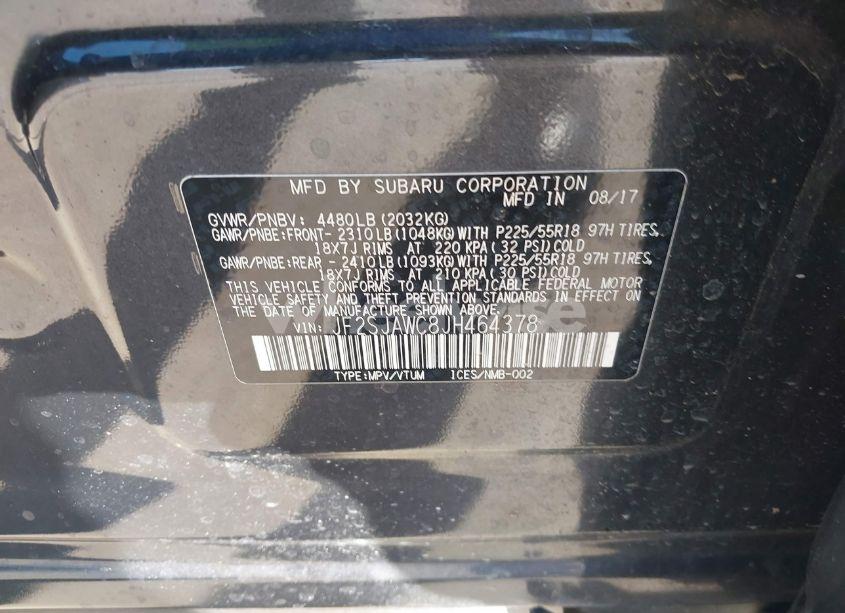 MFD BY SUBARU CORPORATION
MFD IN 08/17
GVWR/PNBV: 4480LB(2032KG)
GAWR/PNBE:FRONT- 2310LB(1048KG)WITH P225/55R18 97H TIRES,
18X7J RIMS AT 220 KPA(32 PSI)COLD
GAWR/PNBE:REAR - 2410LB(1093KG)WITH P225/55R18 97H TIRES,
18X7J RIMS AT 210 KPA(30 PSI)COLD
THIS VEHICLE CONFORMS TO ALL APPLICABLE FEDERAL MOTOR
VEHICLE SAFETY AND THEFT PREVENTION STANDARDS IN EFFECT ON
THE DATE OF MANUFACTURE SHOWN ABOVE.
VIN: JF2SJAWC8JH464378
TYPE:MPV/VTUM 1CES/NMB-002